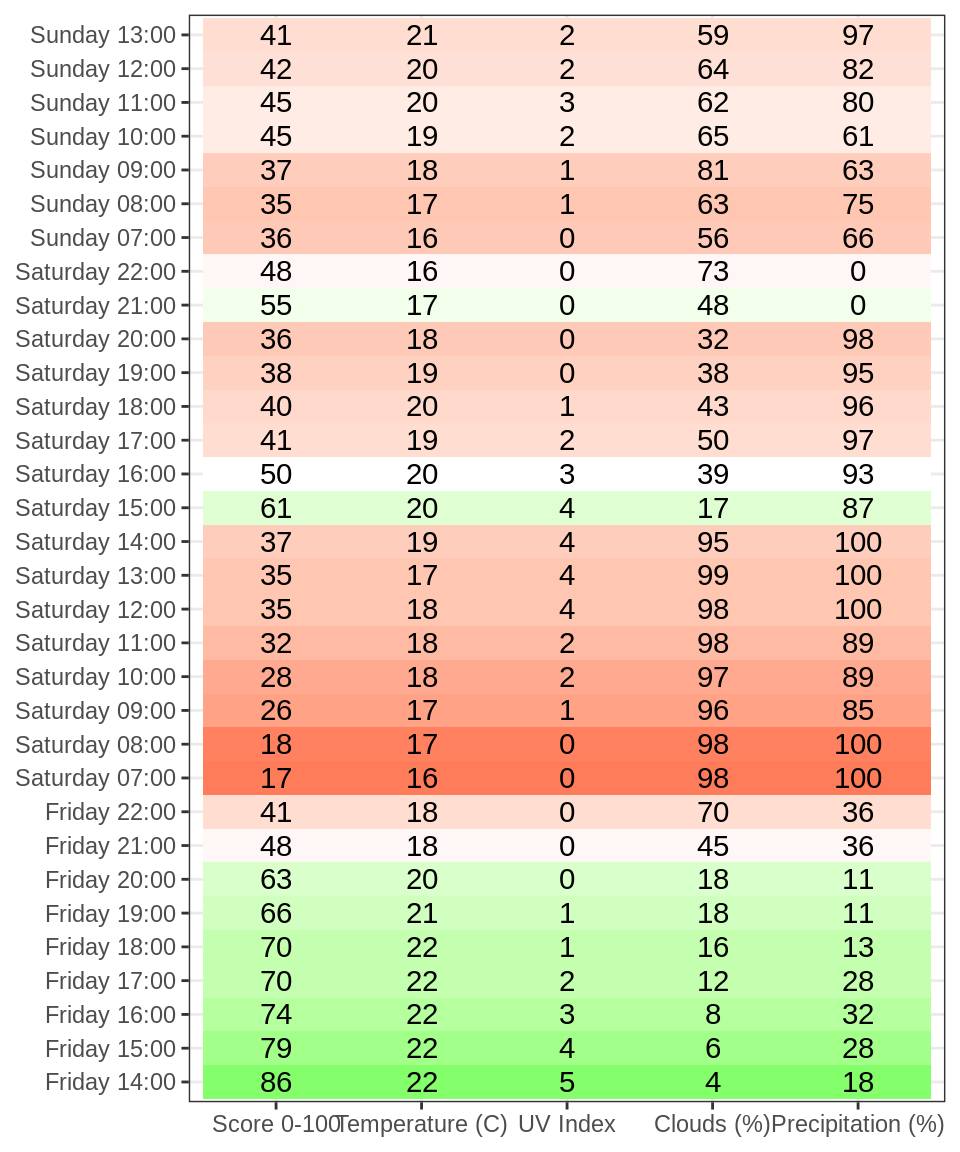 Sunday 13:00 41 21 2 59 97
Sunday 12:00 42 20 2 64 82
Sunday 11:00 45 20 3 62 80
Sunday 10:00 45 19 2 65 61
Sunday 09:00 37 18 1 81 63
Sunday 08:00 35 17 1 63 75
Sunday 07:00 36 16 0 56 66
Saturday 22:00 48 16 0 73 0
Saturday 21:00 55 17 0 48 0
Saturday 20:00 36 18 0 32 98
Saturday 19:00 38 19 0 38 95
Saturday 18:00 40 20 1 43 96
Saturday 17:00 41 19 2 50 97
Saturday 16:00 50 20 3 39 93
Saturday 15:00 61 20 4 17 87
Saturday 14:00 37 19 4 95 100
Saturday 13:00 35 17 4 99 100
Saturday 12:00 35 18 4 98 100
Saturday 11:00 32 18 2 98 89
Saturday 10:00 28 18 2 97 89
Saturday 09:00 26 17 1 96 85
Saturday 08:00 18 17 0 98 100
Saturday 07:00 17 16 0 98 100
Friday 22:00 41 18 0 70 36
Friday 21:00 48 18 0 45 36
Friday 20:00 63 20 0 18 11
Friday 19:00 66 21 1 18 11
Friday 18:00 70 22 1 16 13
Friday 17:00 70 22 2 12 28
Friday 16:00 74 22 3 8 32
Friday 15:00 79 22 4 6 28
Friday 14:00 86 22 5 4 18
Score 0-100 Temperature (C) UV Index Clouds (%) Precipitation (%)